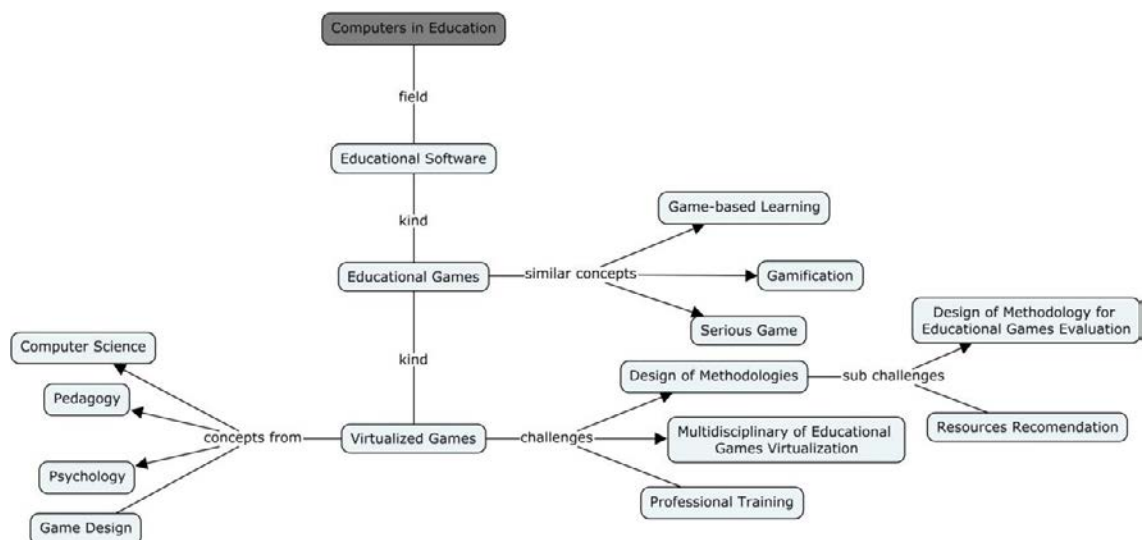 Computers in Education
field
Educational Software
kind
Game-based Learning
Educational Games
similar concepts
Gamification
Serious Game
Design of Methodology for
Educational Games Evaluation
Computer Science
kind
Design of Methodologies
sub challenges
Pedagogy
Resources Recomendation
concepts from
Virtualized Games
challenges
Multidisciplinary of Educational
Games Virtualization
Psychology
Professional Training
Game Design